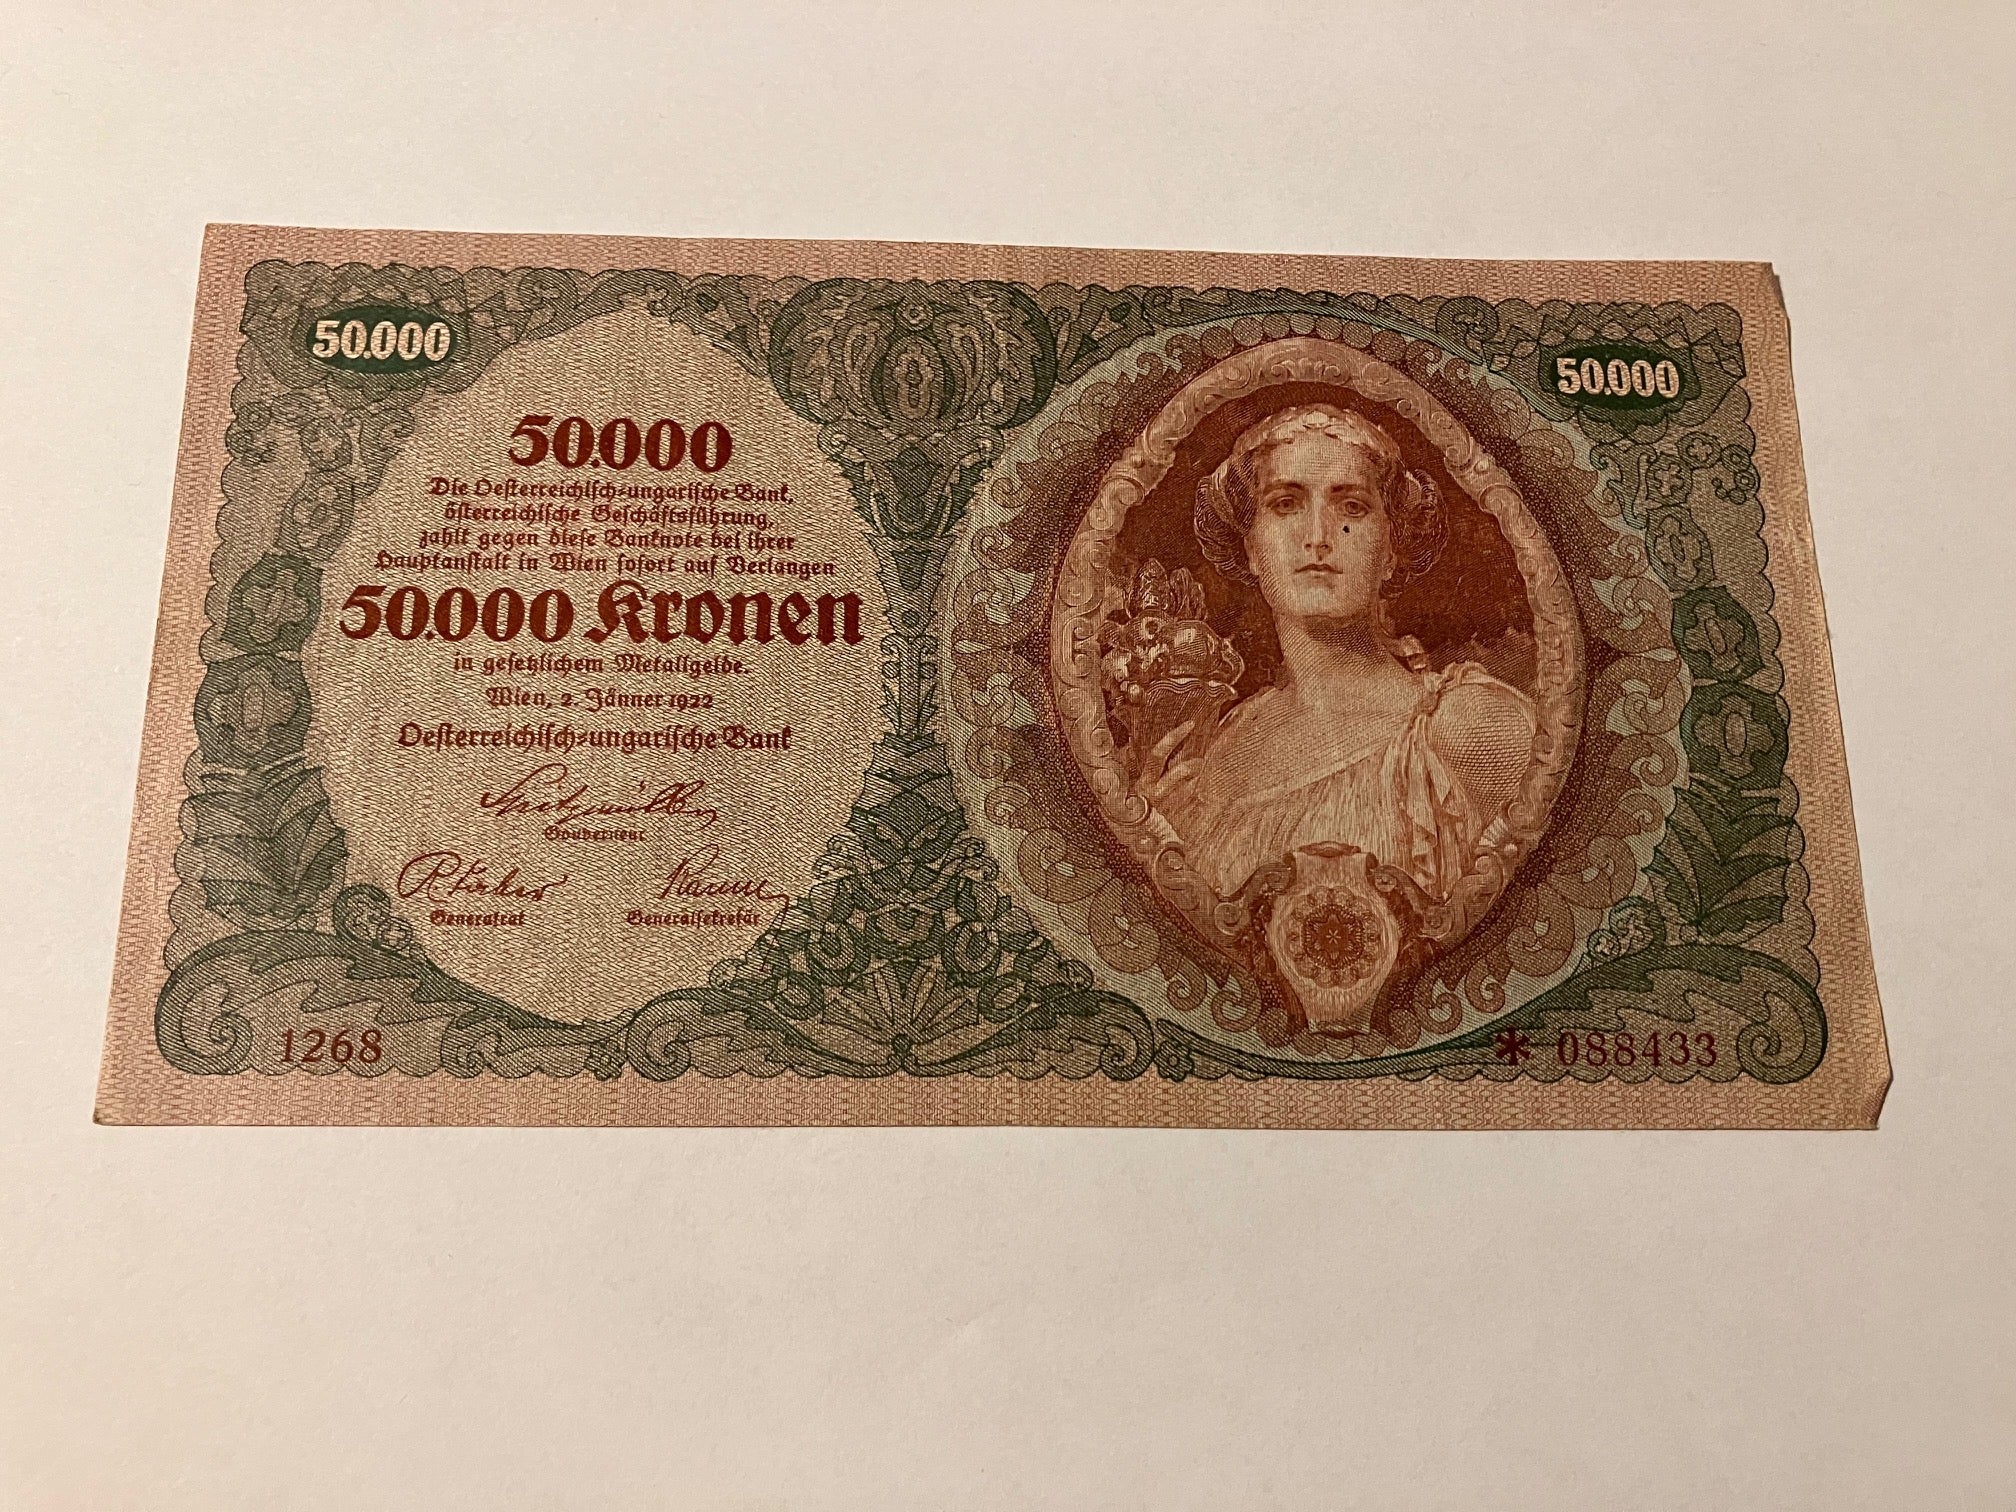 50.000
50.000
50.000
Die Oesterreichisch-ungarische Bank,
österreichische Geschäftsführung,
zahlt gegen diese Banknote bei ihrer
Hauptanstalt in Wien sofort auf Verlangen
50.000 Kronen
in gesetzlichem Metallgelde.
Wien, 2. Jänner 1922
Oesterreichisch-ungarische Bank
Spitzmüller
Gouverneur
Generalrat
Generalsekretär
1268
* 088433